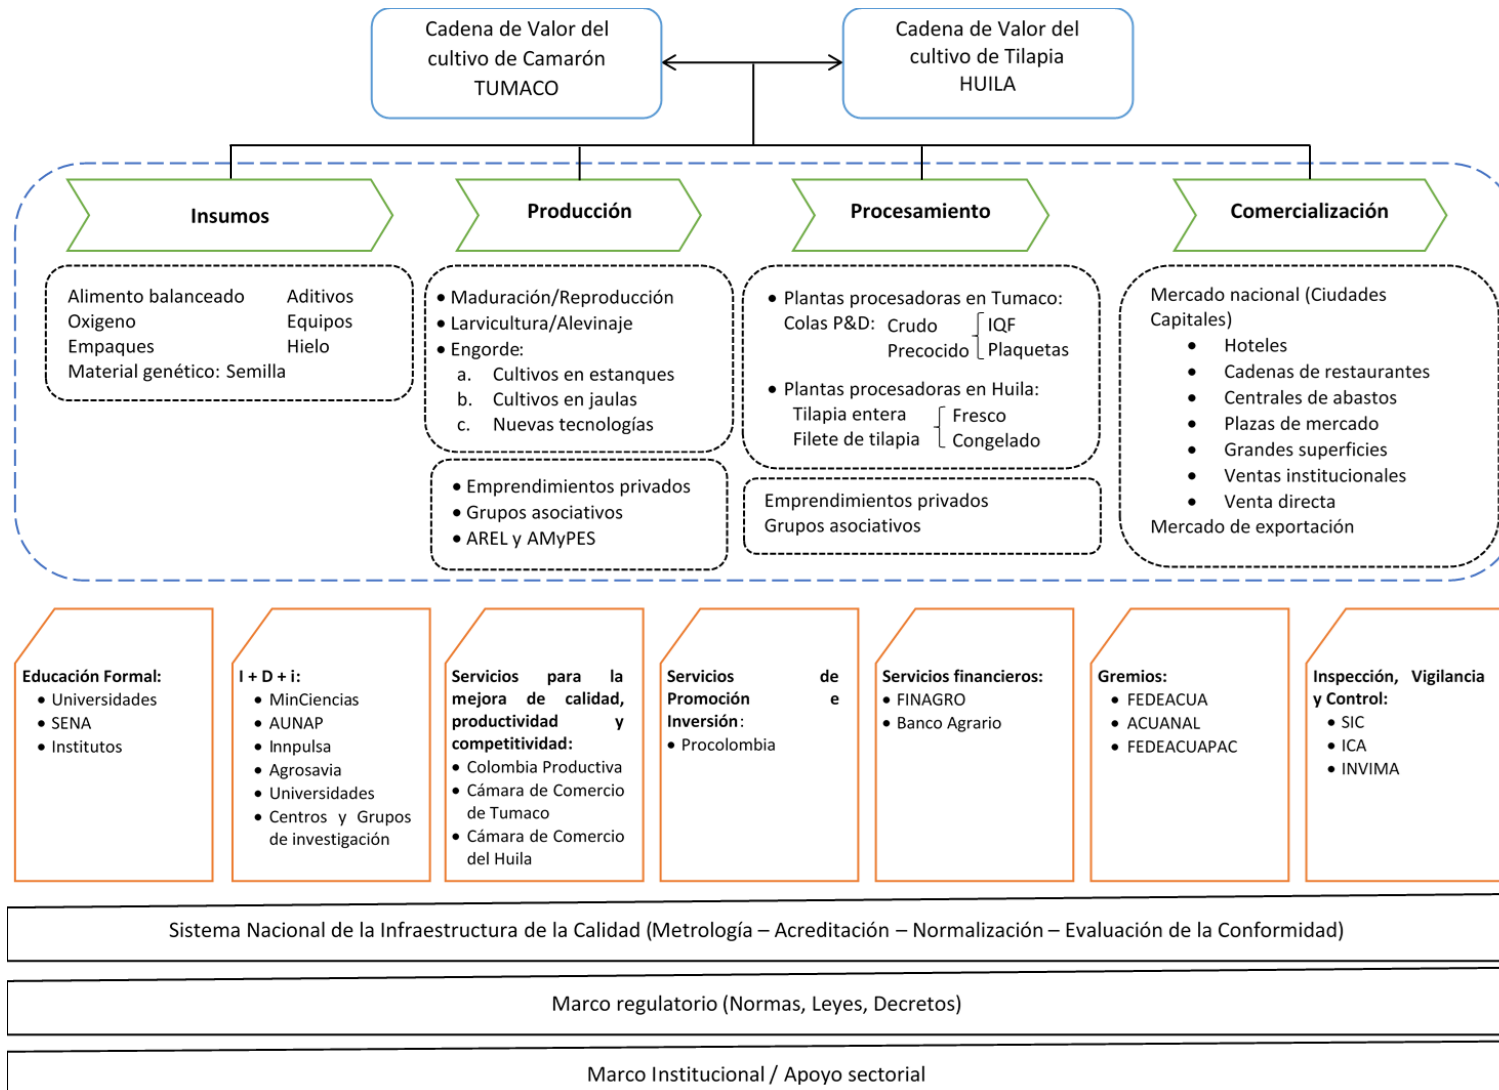 Cadena de Valor del
cultivo de Camarón
TUMACO
Cadena de Valor del
cultivo de Tilapia
HUILA
Insumos
Producción
Procesamiento
Comercialización
Alimento balanceado
Aditivos
Oxigeno
Equipos
Empaques
Hielo
Material genético: Semilla
• Maduración/Reproducción
• Larvicultura/Alevinaje
• Engorde:
a. Cultivos en estanques
b. Cultivos en jaulas
c. Nuevas tecnologías
• Emprendimientos privados
• Grupos asociativos
• AREL y AMyPES
• Plantas procesadoras en Tumaco:
Colas P&D: Crudo IQF
Precocido Plaquetas
• Plantas procesadoras en Huila:
Tilapia entera Fresco
Filete de tilapia Congelado
Emprendimientos privados
Grupos asociativos
Mercado nacional (Ciudades
Capitales)
• Hoteles
• Cadenas de restaurantes
• Centrales de abastos
• Plazas de mercado
• Grandes superficies
• Ventas institucionales
• Venta directa
Mercado de exportación
Educación Formal:
• Universidades
• SENA
• Institutos
I + D + i:
• MinCiencias
• AUNAP
• Innpulsa
• Agrosavia
• Universidades
• Centros y Grupos
de investigación
Servicios para la
mejora de calidad,
productividad y
competitividad:
• Colombia Productiva
• Cámara de Comercio
de Tumaco
• Cámara de Comercio
del Huila
Servicios de
Promoción e
Inversión:
• Procolombia
Servicios financieros:
• FINAGRO
• Banco Agrario
Gremios:
• FEDEACUA
• ACUANAL
• FEDEACUAPAC
Inspección, Vigilancia
y Control:
• SIC
• ICA
• INVIMA
Sistema Nacional de la Infraestructura de la Calidad (Metrología – Acreditación – Normalización – Evaluación de la Conformidad)
Marco regulatorio (Normas, Leyes, Decretos)
Marco Institucional / Apoyo sectorial